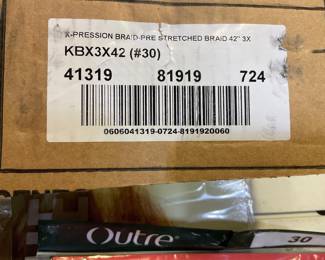 X-PRESSION BRAID-PRE STRETCHED BRAID 42" 3X
KBX3X42 (#30)
41319 81919 724
0606041319-0724-8191920060
Outre
30